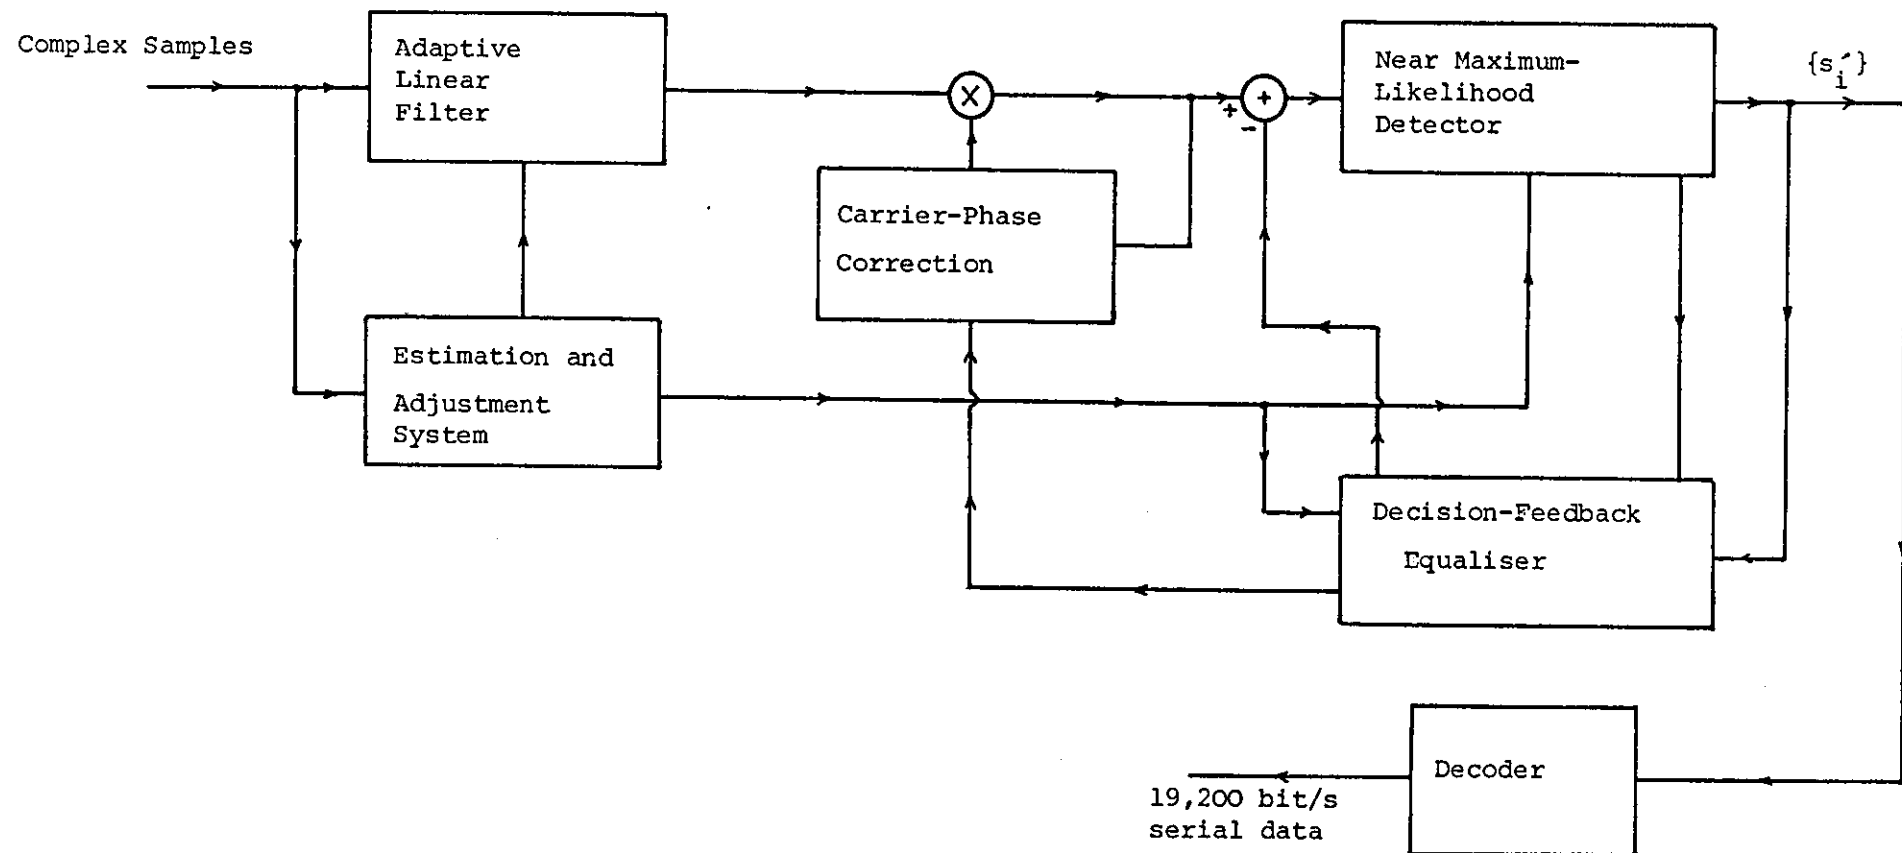 Complex Samples
Adaptive
Linear
Filter
×
+
-
+
Near Maximum-
Likelihood
Detector
{s_i´}
Carrier-Phase
Correction
Estimation and
Adjustment
System
Decision-Feedback
Equaliser
Decoder
19,200 bit/s
serial data